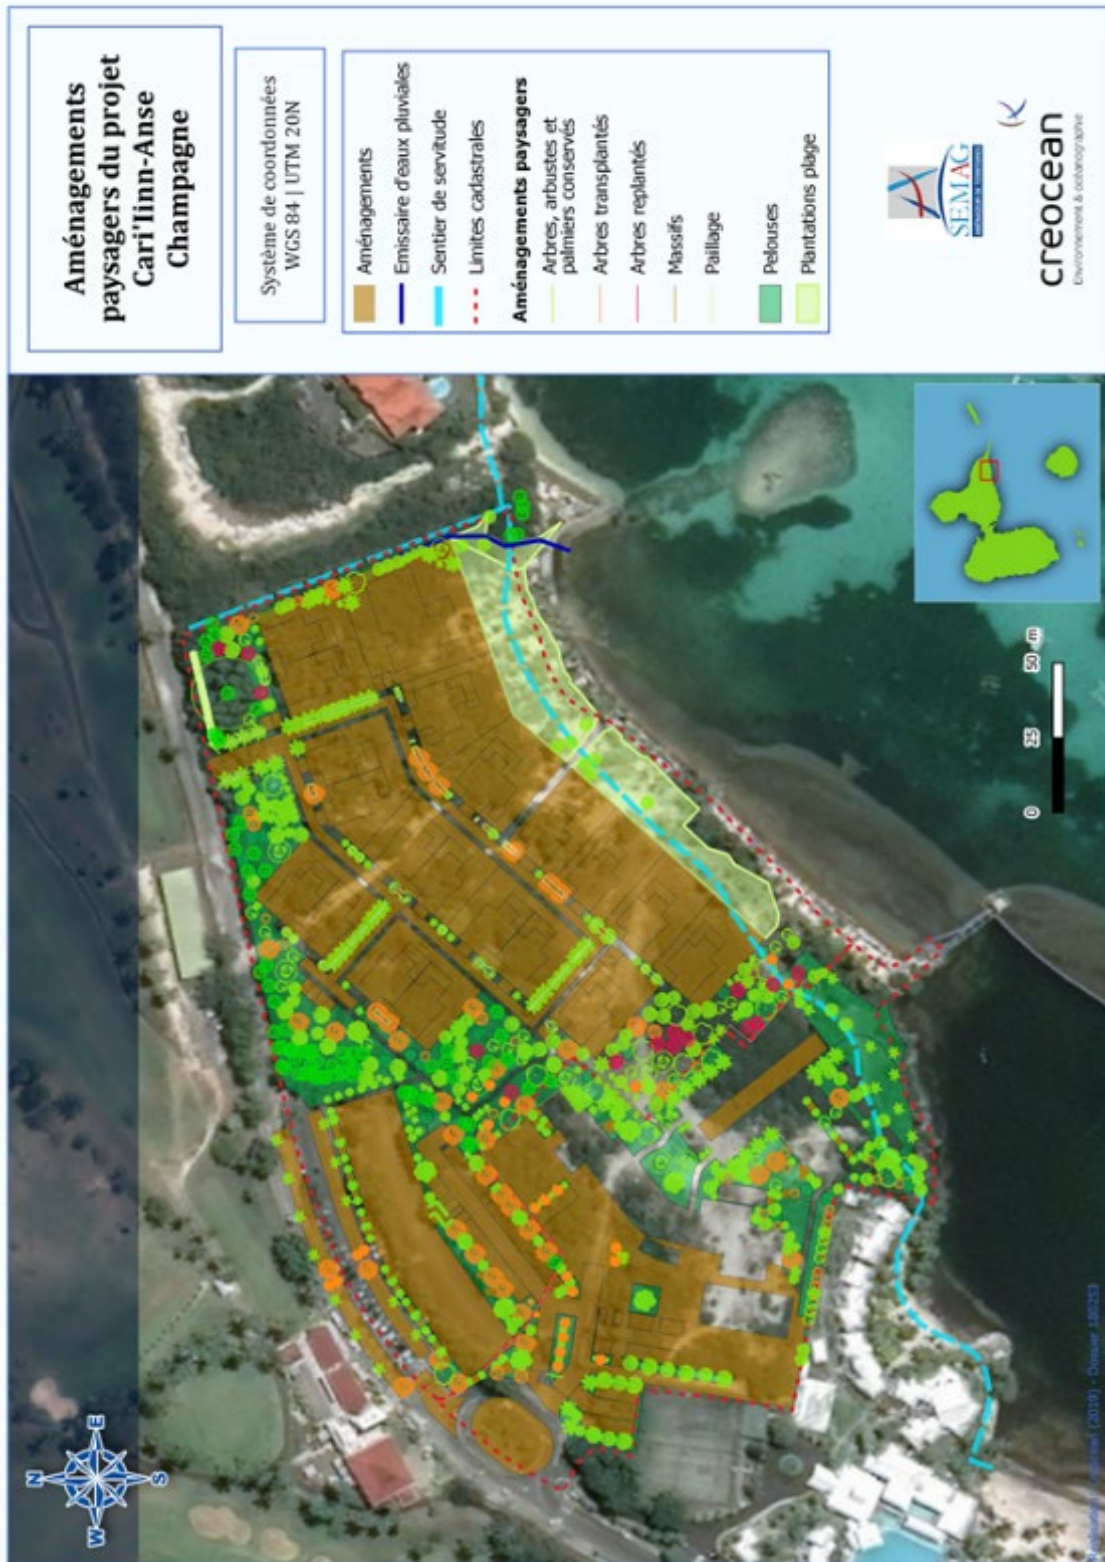 Aménagements
paysagers du projet
Cari'Iinn-Anse
Champagne
Système de coordonnées
WGS 84 | UTM 20N
Aménagements
Emissaire d'eaux pluviales
Sentier de servitude
Limites cadastrales
Aménagements paysagers
Arbres, arbustes et
palmiers conservés
Arbres transplantés
Arbres replantés
Massifs
Paillage
Pelouses
Plantations plage
SEMAG
creocean
Environnement & océanographie
N
W
E
S
0 25 50 m